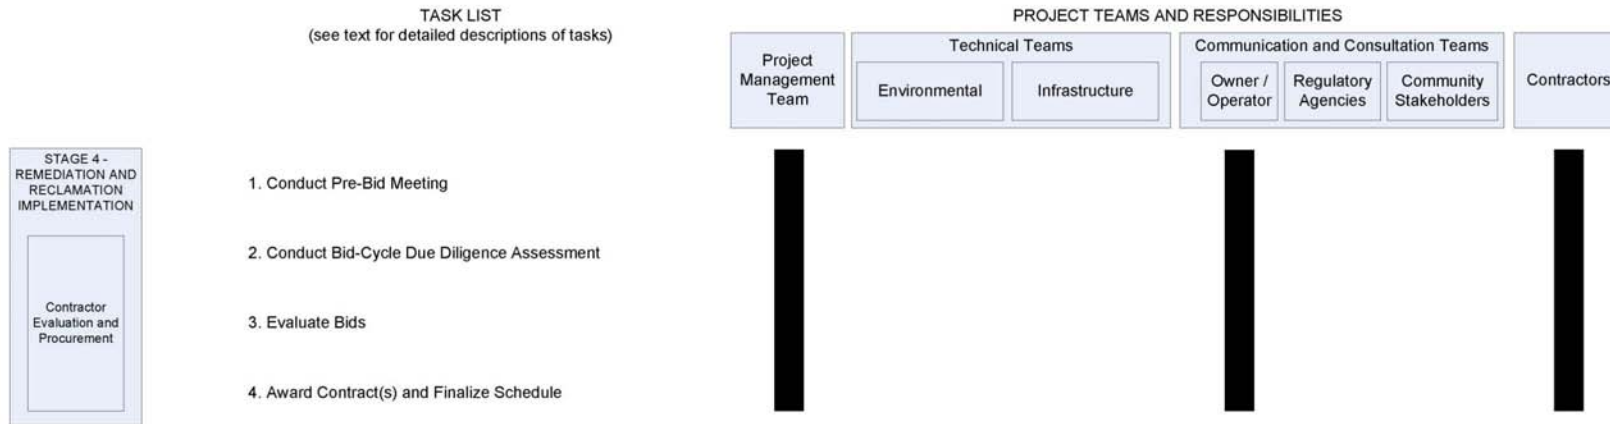 TASK LIST
(see text for detailed descriptions of tasks)
PROJECT TEAMS AND RESPONSIBILITIES
Project
Management
Team
Technical Teams
Environmental
Infrastructure
Communication and Consultation Teams
Owner /
Operator
Regulatory
Agencies
Community
Stakeholders
Contractors
STAGE 4 -
REMEDIATION AND
RECLAMATION
IMPLEMENTATION
Contractor
Evaluation and
Procurement
1. Conduct Pre-Bid Meeting
2. Conduct Bid-Cycle Due Diligence Assessment
3. Evaluate Bids
4. Award Contract(s) and Finalize Schedule